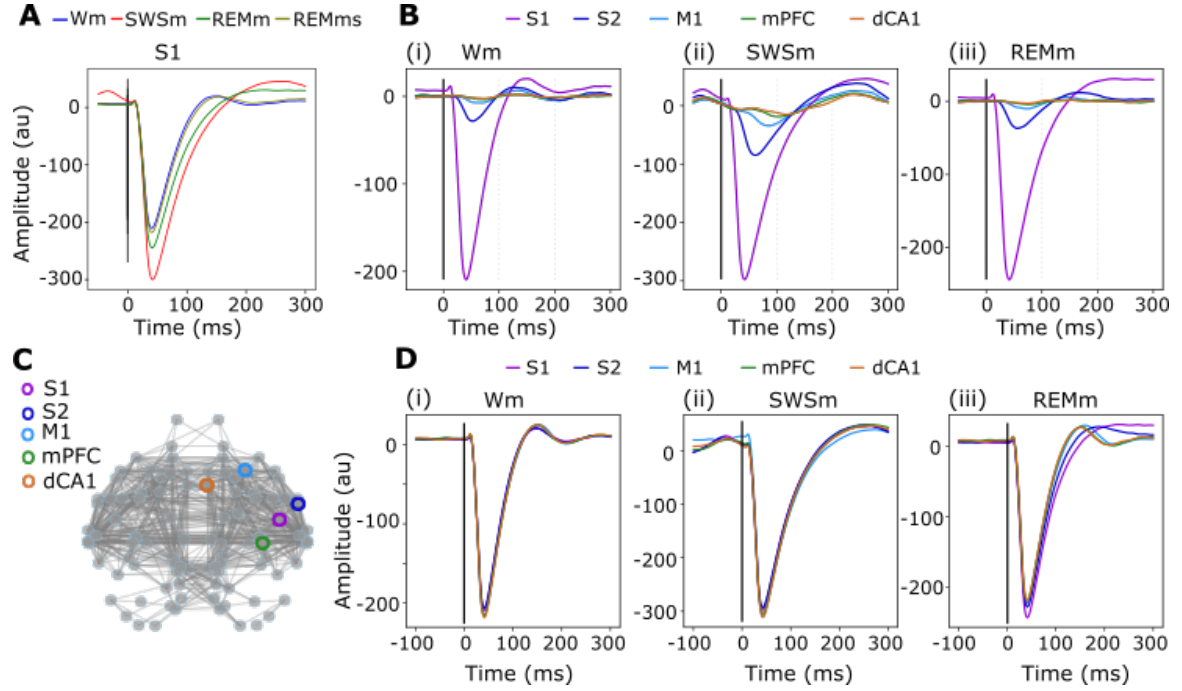 A
Wm SWSm REMm REMms
S1
Amplitude (au)
0
-100
-200
-300
0 100 200 300
Time (ms)
B
S1 S2 M1 mPFC dCA1
(i) Wm
0
-100
-200
0 100 200 300
Time (ms)
(ii) SWSm
0
-100
-200
-300
0 100 200 300
Time (ms)
(iii) REMm
0
-100
-200
0 100 200 300
Time (ms)
C
S1
S2
M1
mPFC
dCA1
D
S1 S2 M1 mPFC dCA1
(i) Wm
Amplitude (au)
0
-100
-200
-100 0 100 200 300
Time (ms)
(ii) SWSm
0
-100
-200
-300
-100 0 100 200 300
Time (ms)
(iii) REMm
0
-100
-200
-100 0 100 200 300
Time (ms)